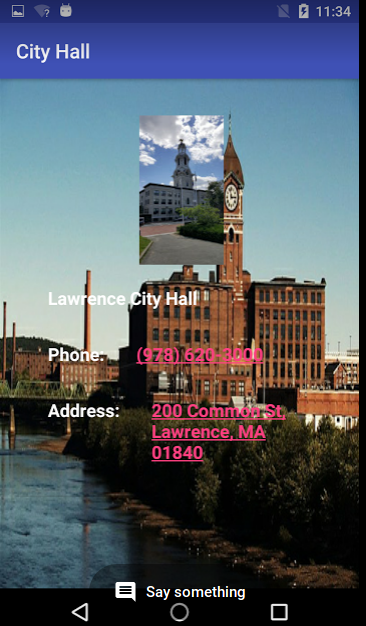 11:34
City Hall
Lawrence City Hall
Phone: (978) 620-3000
Address: 200 Common St,
Lawrence, MA
01840
Say something